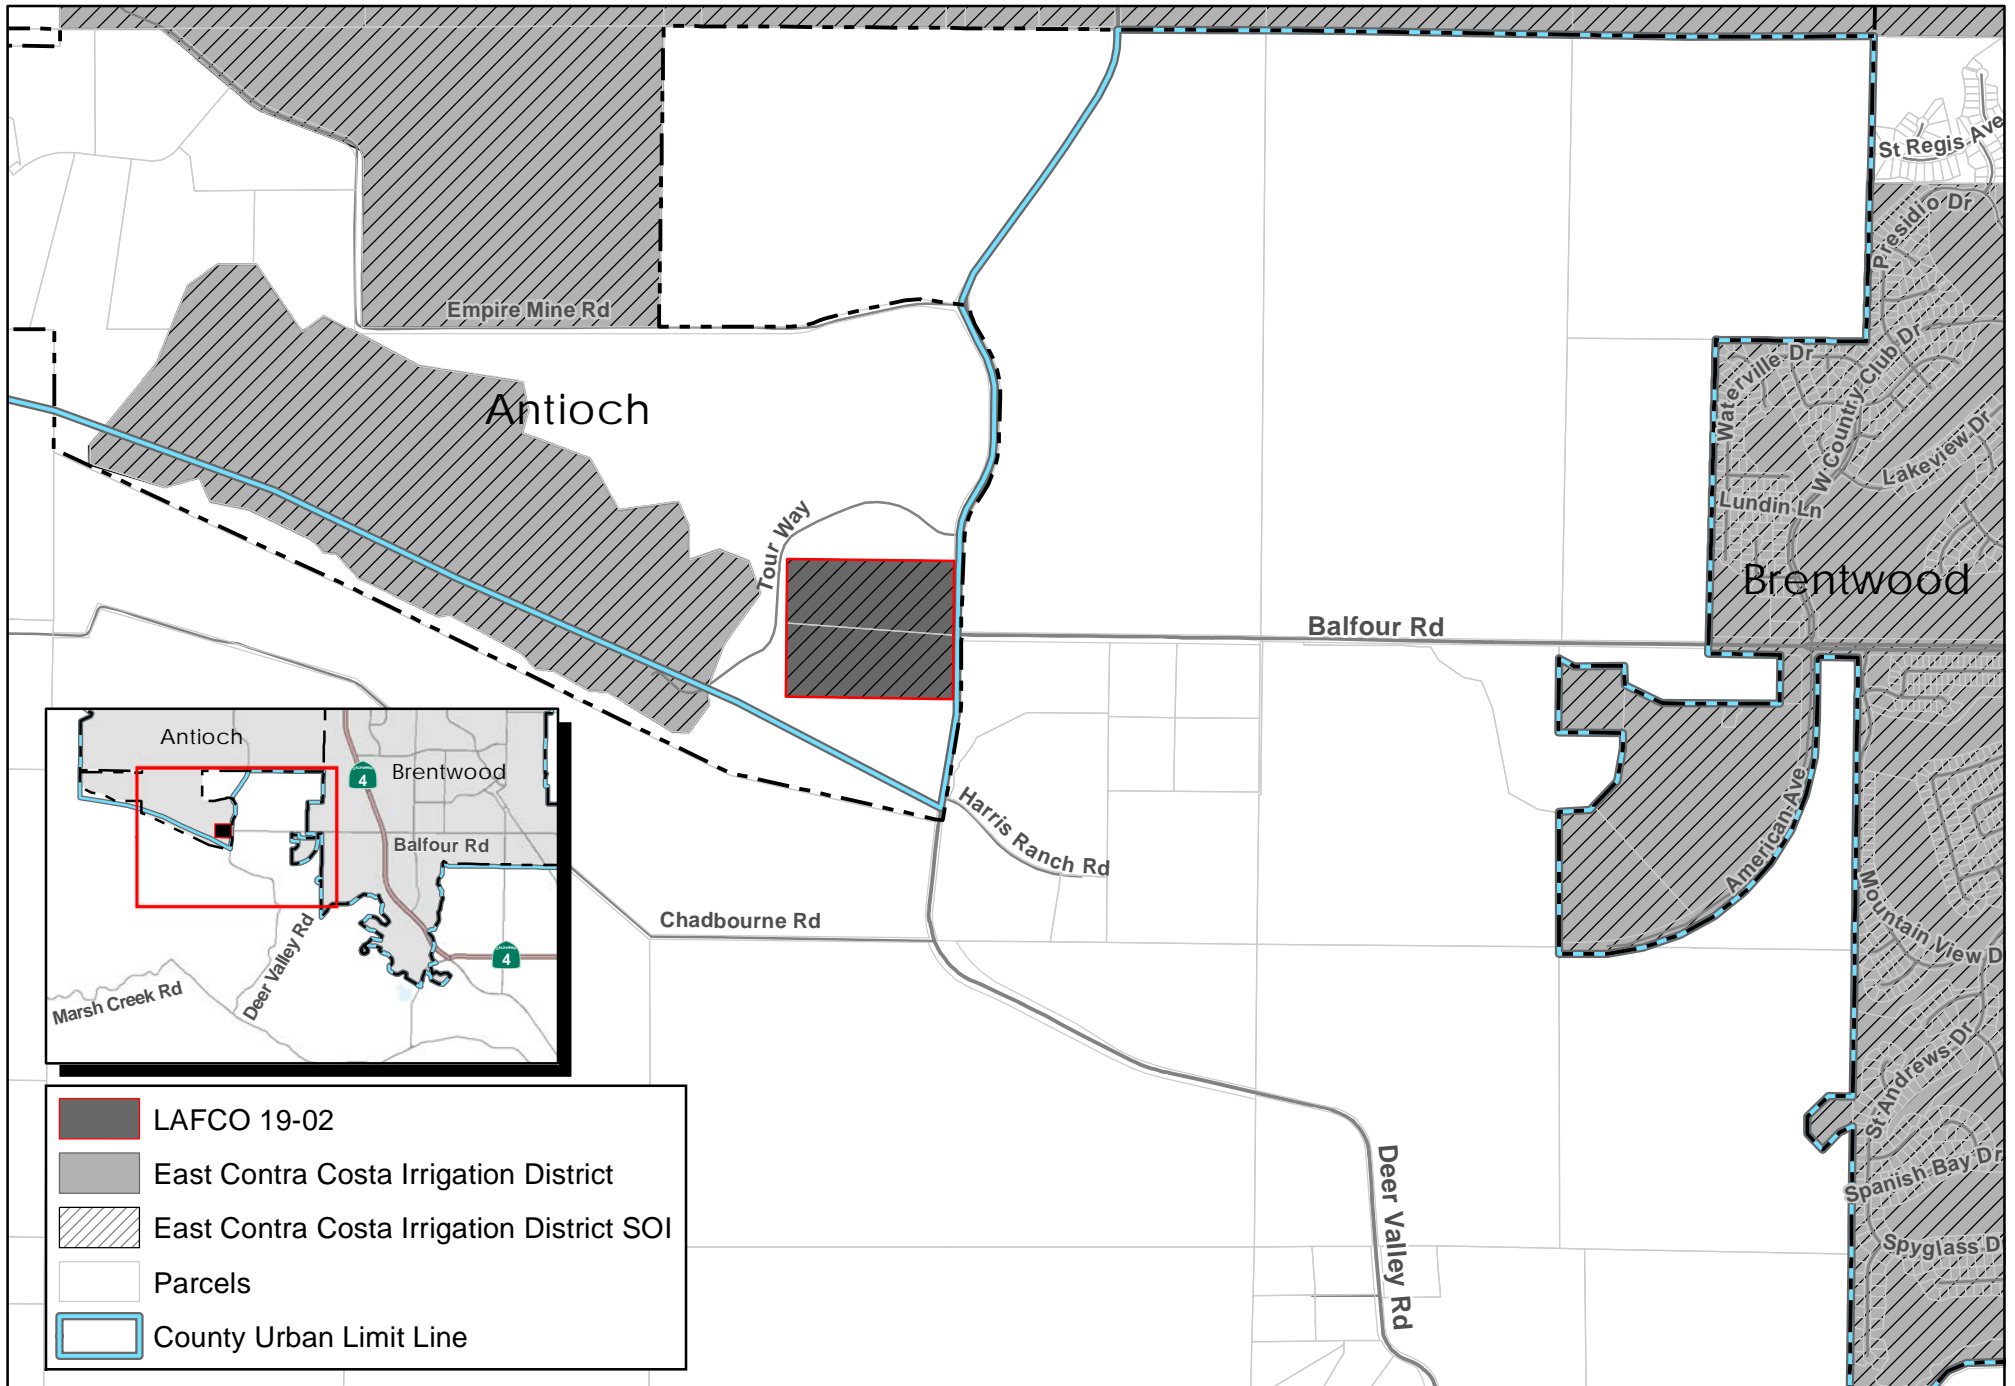 St Regis Ave
Presidio Dr
Empire Mine Rd
Antioch
Waterville Dr
W Country Club Dr
Lakeview Dr
Lundin Ln
Tour Way
Brentwood
Balfour Rd
American Ave
Harris Ranch Rd
Chadbourne Rd
Mountain View D
St Andrews Dr
Spanish Bay Dr
Spyglass D
Deer Valley Rd
Antioch
Brentwood
4
Balfour Rd
4
Deer Valley Rd
Marsh Creek Rd
LAFCO 19-02
East Contra Costa Irrigation District
East Contra Costa Irrigation District SOI
Parcels
County Urban Limit Line